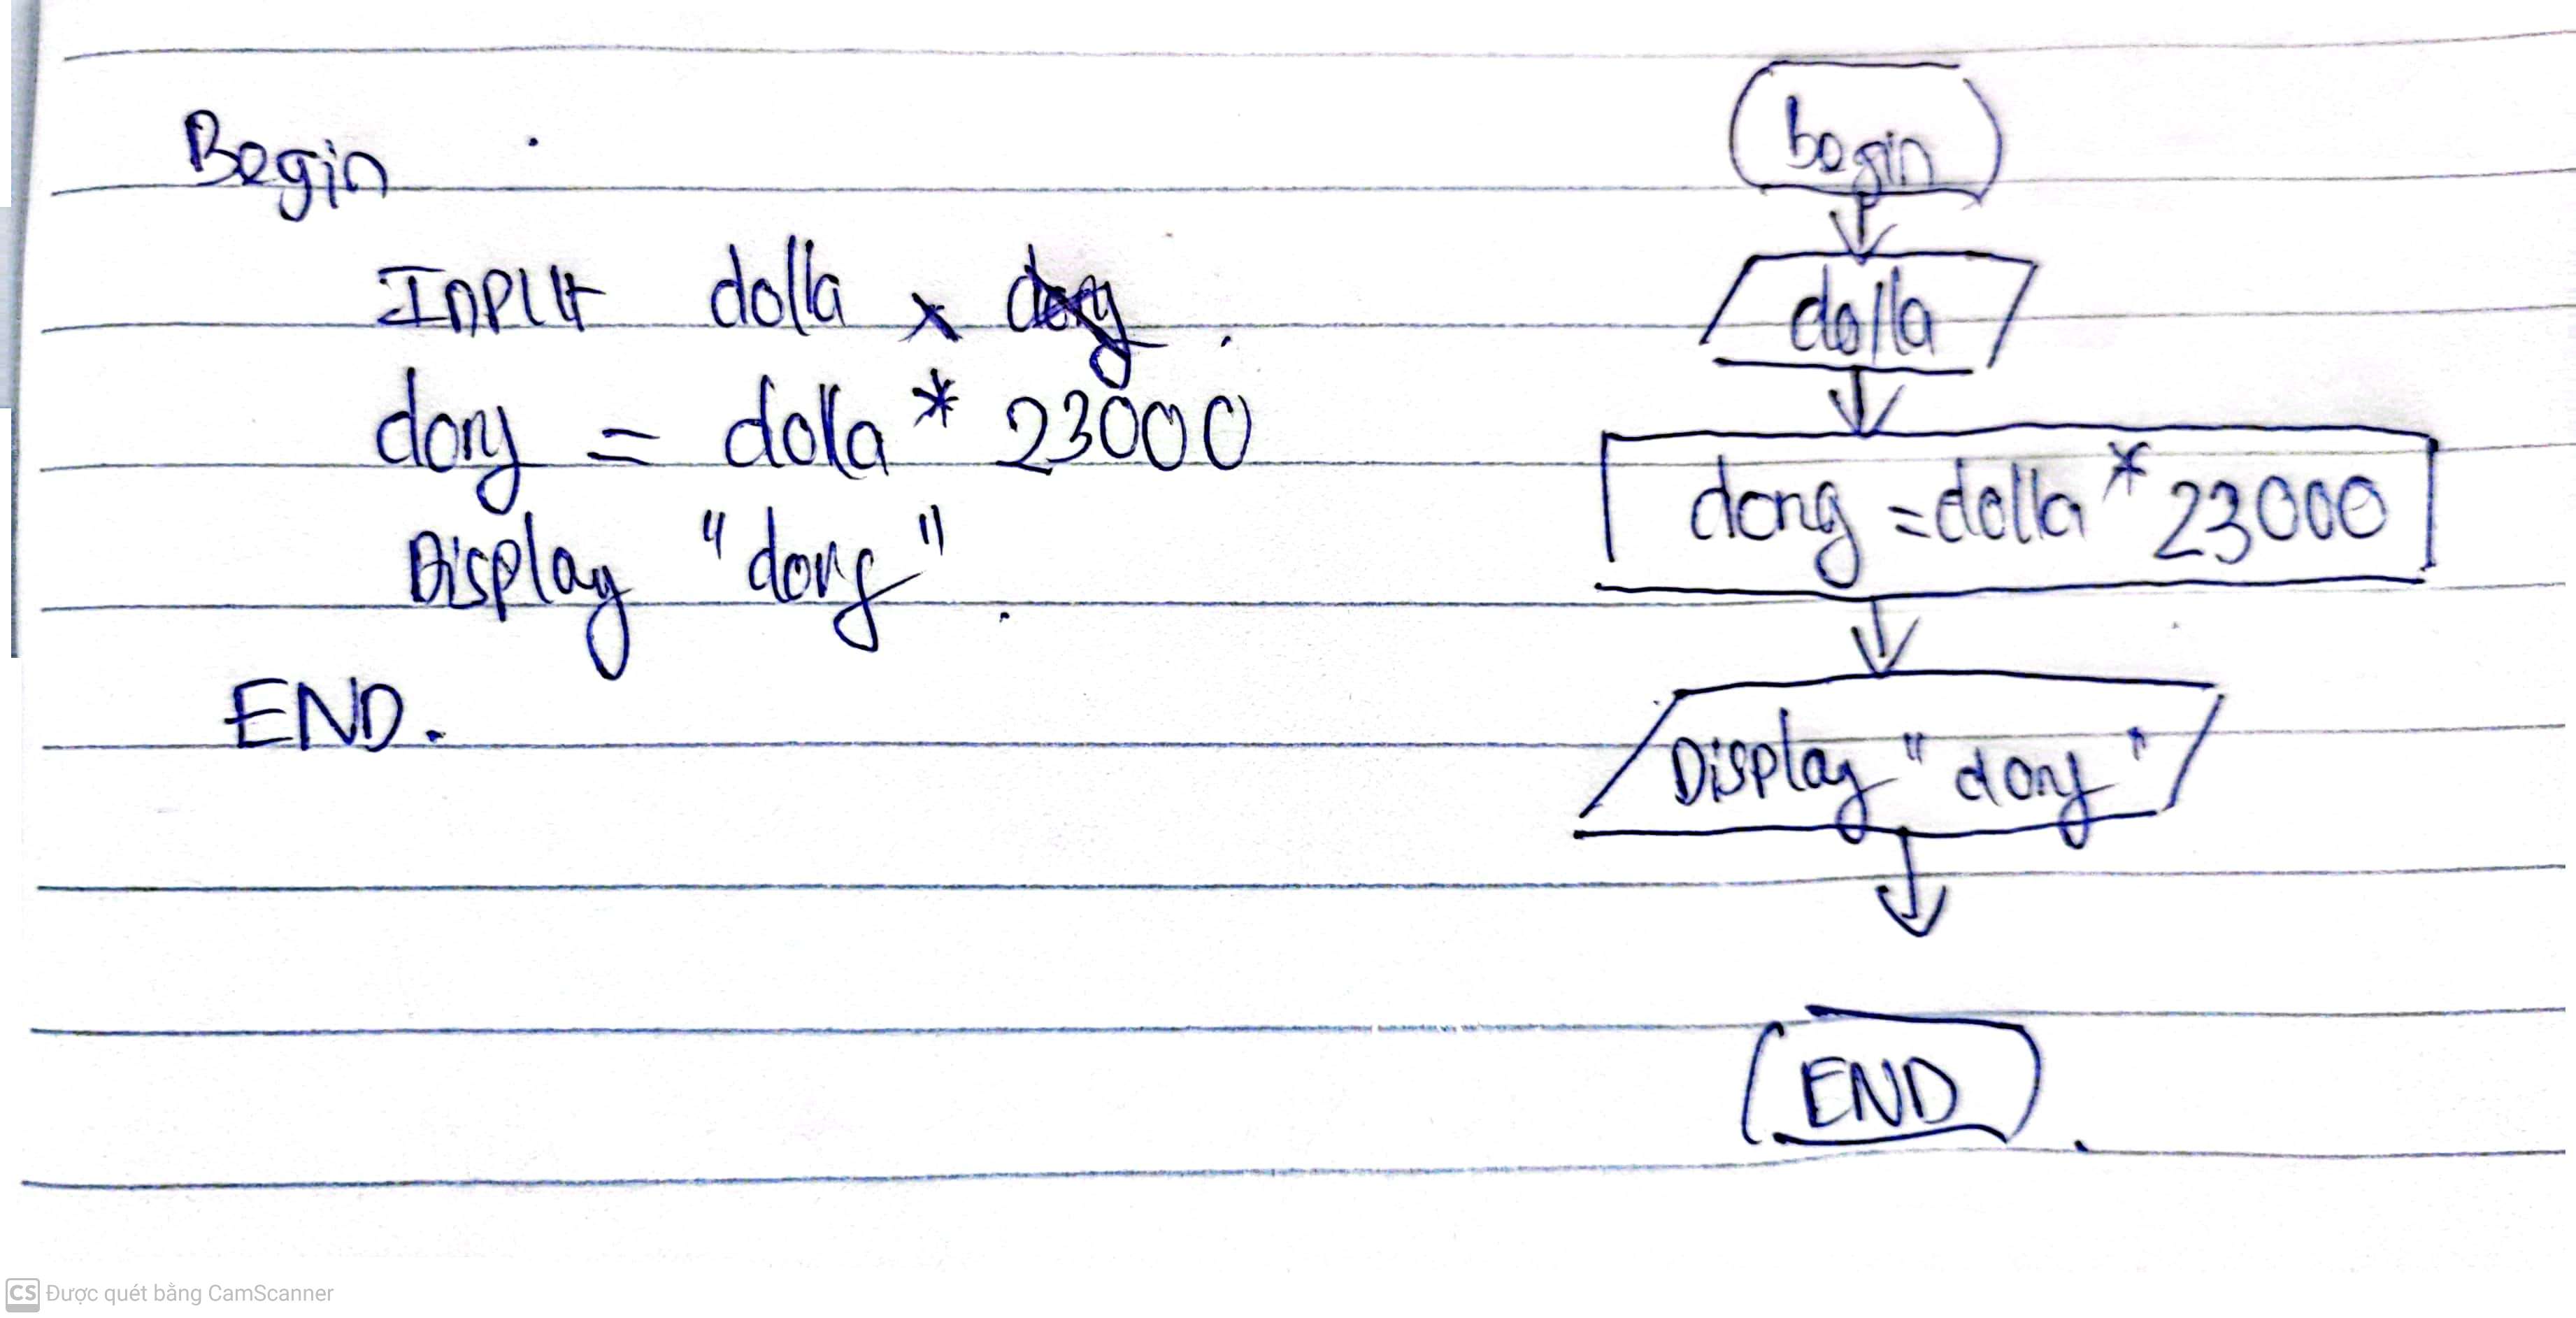 Begin
INPUt dolla
dong = dolla * 23000
Display "dong"
END.
begin
dolla
dong = dolla * 23000
Display "dong"
END
CS Được quét bằng CamScanner